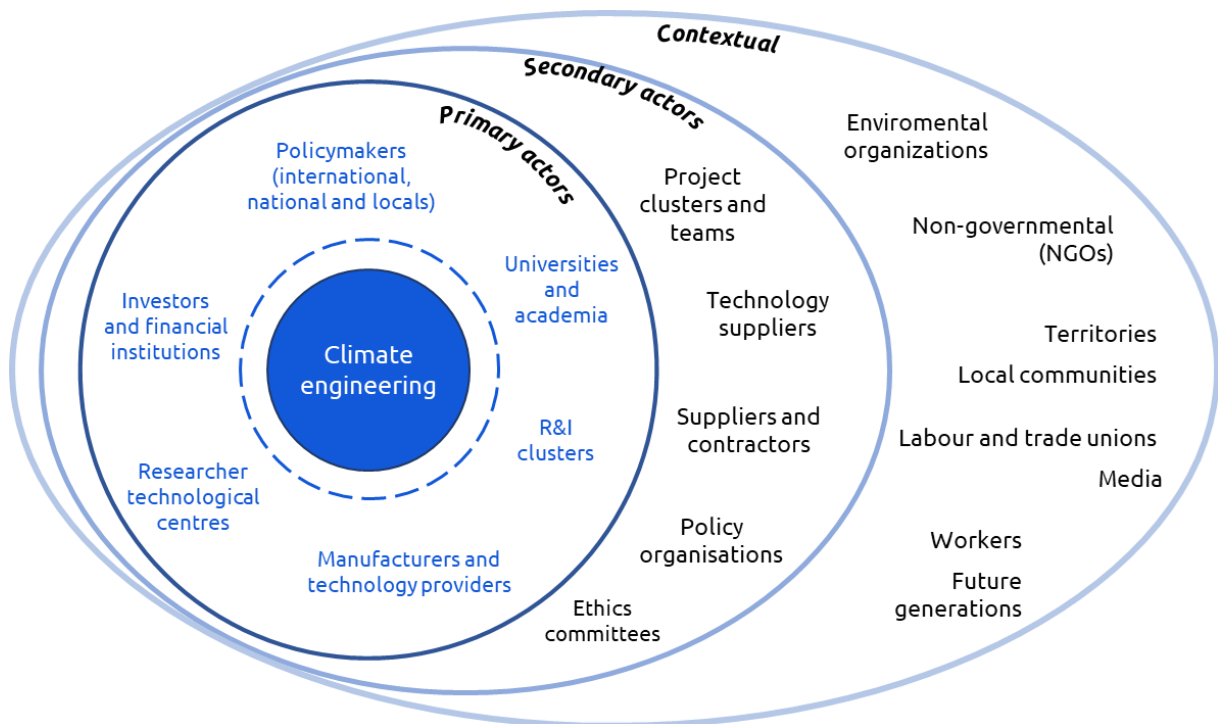 Contextual
Secondary actors
Primary actors
Policymakers
(international,
national and locals)
Universities
and
academia
Investors
and financial
institutions
Climate
engineering
R&I
clusters
Researcher
technological
centres
Manufacturers and
technology providers
Project
clusters and
teams
Technology
suppliers
Suppliers and
contractors
Policy
organisations
Ethics
committees
Enviromental
organizations
Non-governmental
(NGOs)
Territories
Local communities
Labour and trade unions
Media
Workers
Future
generations